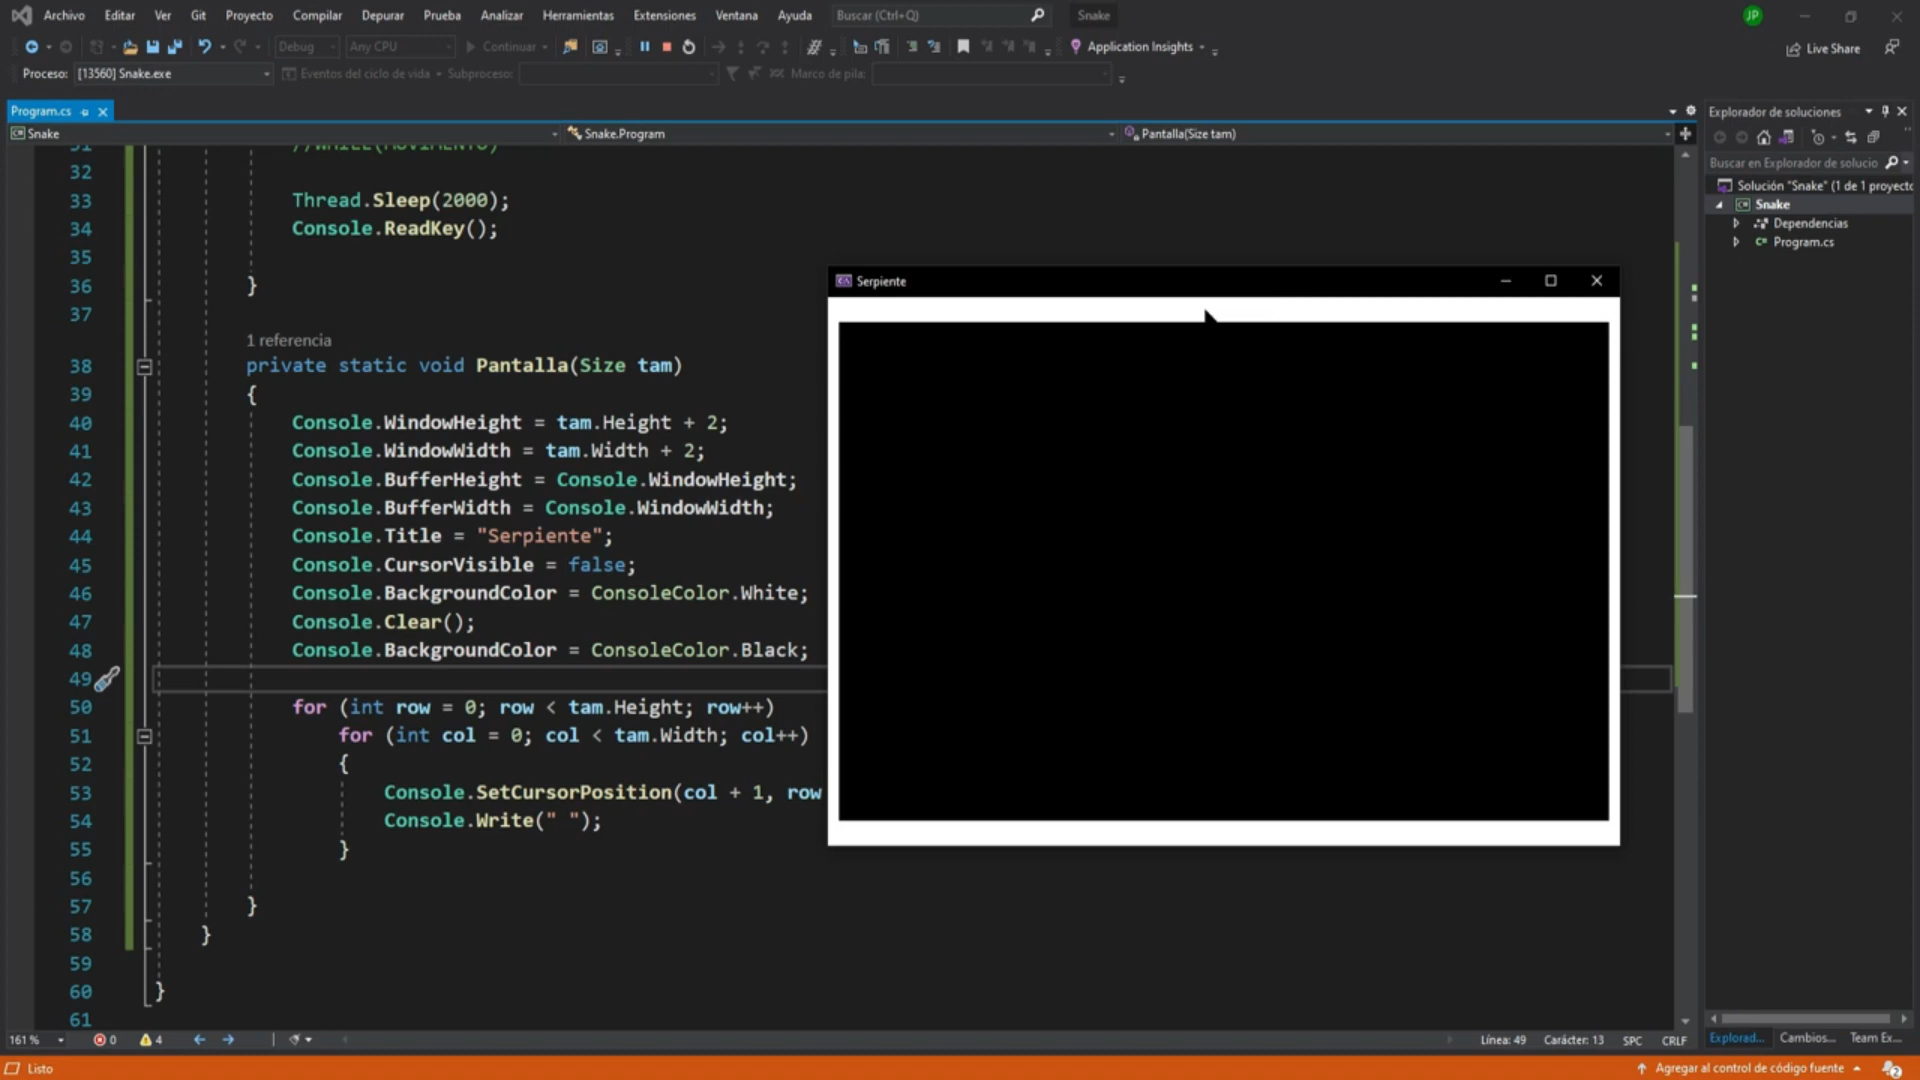 Archivo Editar Ver Git Proyecto Compilar Depurar Prueba Analizar Herramientas Extensiones Ventana Ayuda Buscar (Ctrl+Q) Snake JP
Debug Any CPU Continuar Application Insights Live Share
Proceso: [13560] Snake.exe Eventos del ciclo de vida Subproceso: Marco de pila:
Program.cs
Snake Snake.Program Pantalla(Size tam)
Explorador de soluciones
Buscar en Explorador de solucio
Solución "Snake" (1 de 1 proyecto
Snake
Dependencias
Program.cs
31 //WHILE(MOVIMENTO)
32
33 Thread.Sleep(2000);
34 Console.ReadKey();
35
36 }
37
1 referencia
38 private static void Pantalla(Size tam)
39 {
40 Console.WindowHeight = tam.Height + 2;
41 Console.WindowWidth = tam.Width + 2;
42 Console.BufferHeight = Console.WindowHeight;
43 Console.BufferWidth = Console.WindowWidth;
44 Console.Title = "Serpiente";
45 Console.CursorVisible = false;
46 Console.BackgroundColor = ConsoleColor.White;
47 Console.Clear();
48 Console.BackgroundColor = ConsoleColor.Black;
49
50 for (int row = 0; row < tam.Height; row++)
51 for (int col = 0; col < tam.Width; col++)
52 {
53 Console.SetCursorPosition(col + 1, row
54 Console.Write(" ");
55 }
56
57 }
58 }
59
60 }
61
Serpiente
161 % 0 4 Línea: 49 Carácter: 13 SPC CRLF
Explorad... Cambios... Team Ex...
Listo Agregar al control de código fuente 2